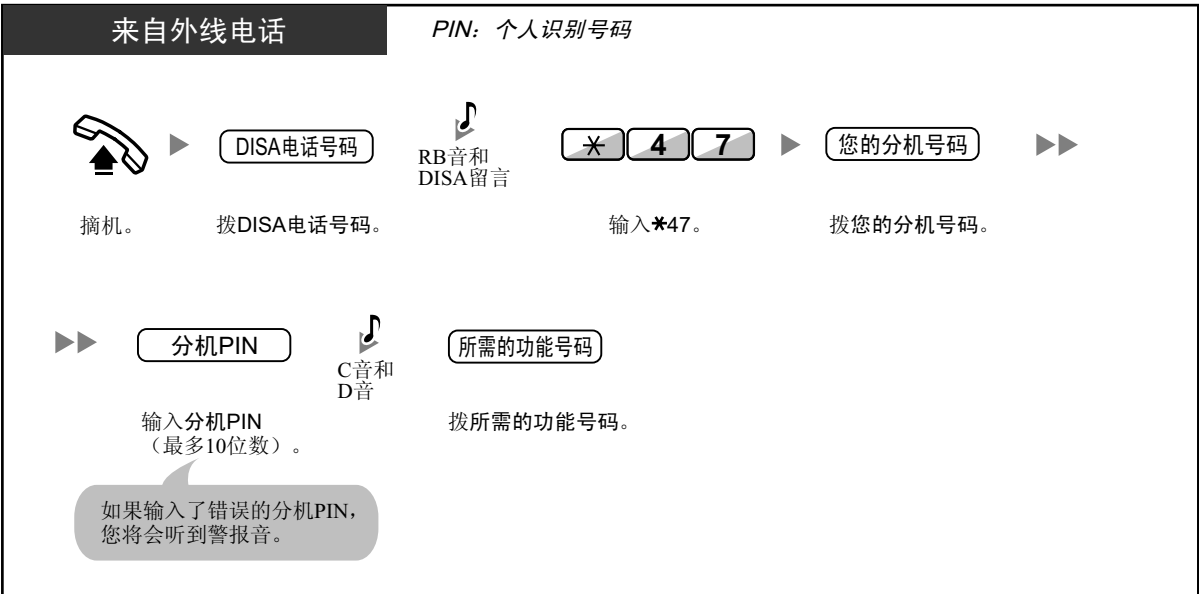 来自外线电话
PIN：个人识别号码
DISA电话号码
RB音和
DISA留言
* 4 7
您的分机号码
摘机。
拨DISA电话号码。
输入*47。
拨您的分机号码。
分机PIN
C音和
D音
所需的功能号码
输入分机PIN
（最多10位数）。
拨所需的功能号码。
如果输入了错误的分机PIN，
您将会听到警报音。